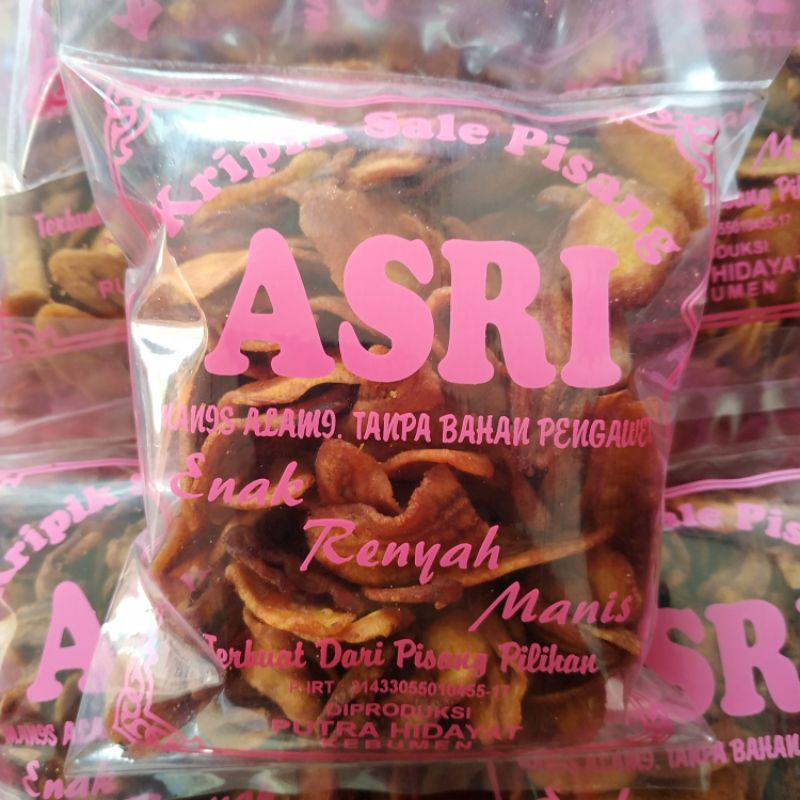 Kripik Sale Pisang
ASRI
MANIS ALAMI. TANPA BAHAN PENGAWET
Enak
Renyah
Manis
Terbuat Dari Pisang Pilihan
P-IRT : 21433055010455-17
DIPRODUKSI
PUTRA HIDAYAT
KEBUMEN